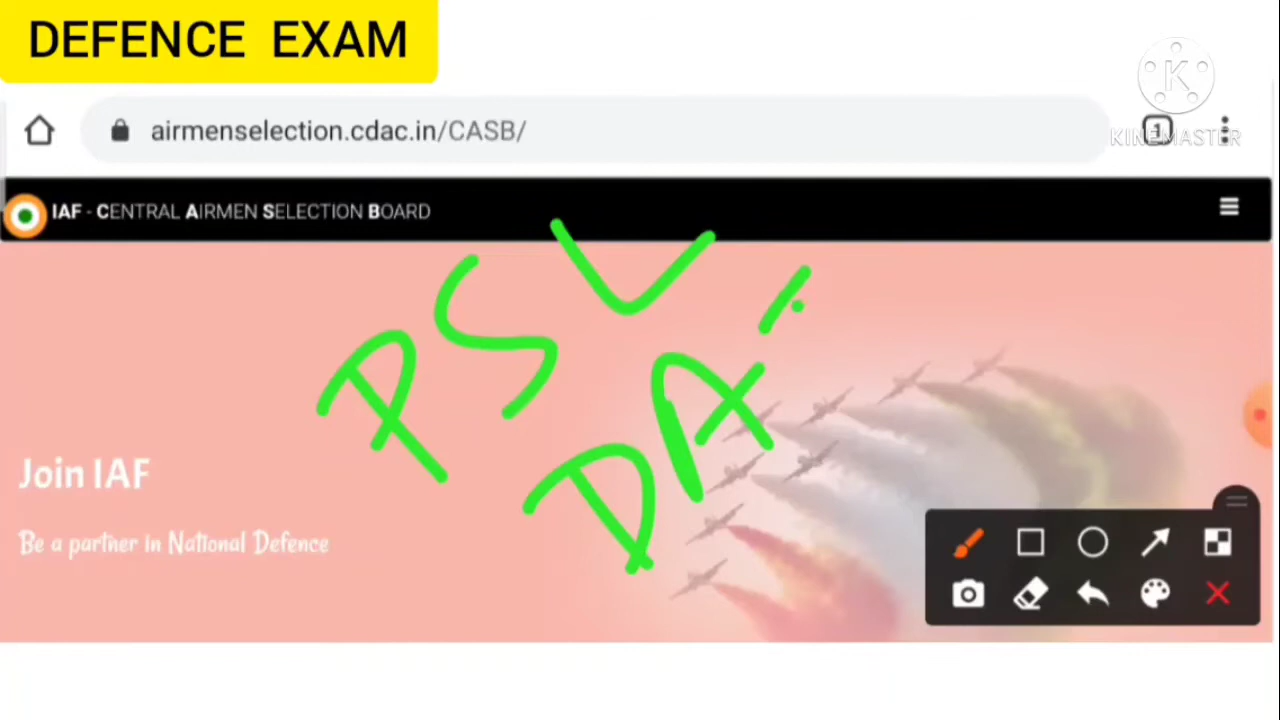 DEFENCE EXAM
KINEMASTER
airmenselection.cdac.in/CASB/
1
IAF - CENTRAL AIRMEN SELECTION BOARD
PSL
DA
Join IAF
Be a partner in National Defence